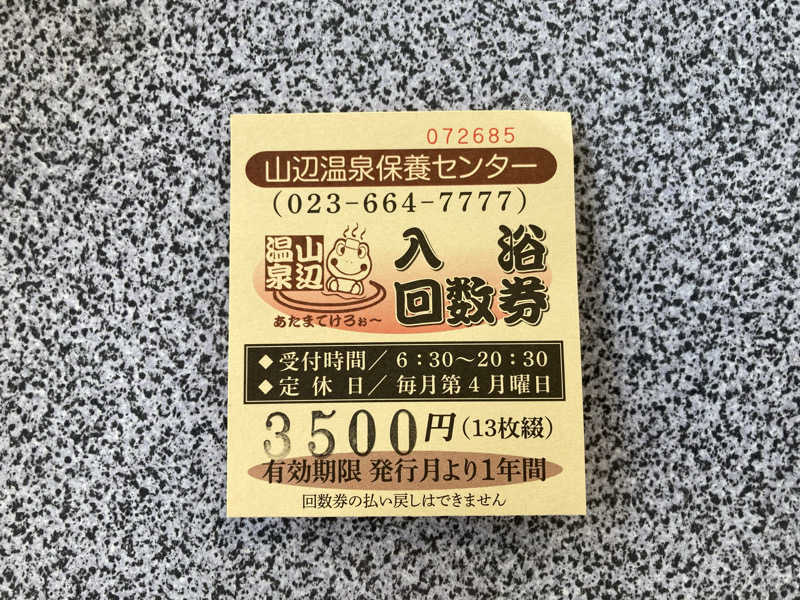 072685
山辺温泉保養センター
(023-664-7777)
山辺温泉
あたまてけろぉ〜
入浴
回数券
◆受付時間／6：30〜20：30
◆定休日／毎月第4月曜日
3500円(13枚綴)
有効期限 発行月より1年間
回数券の払い戻しはできません